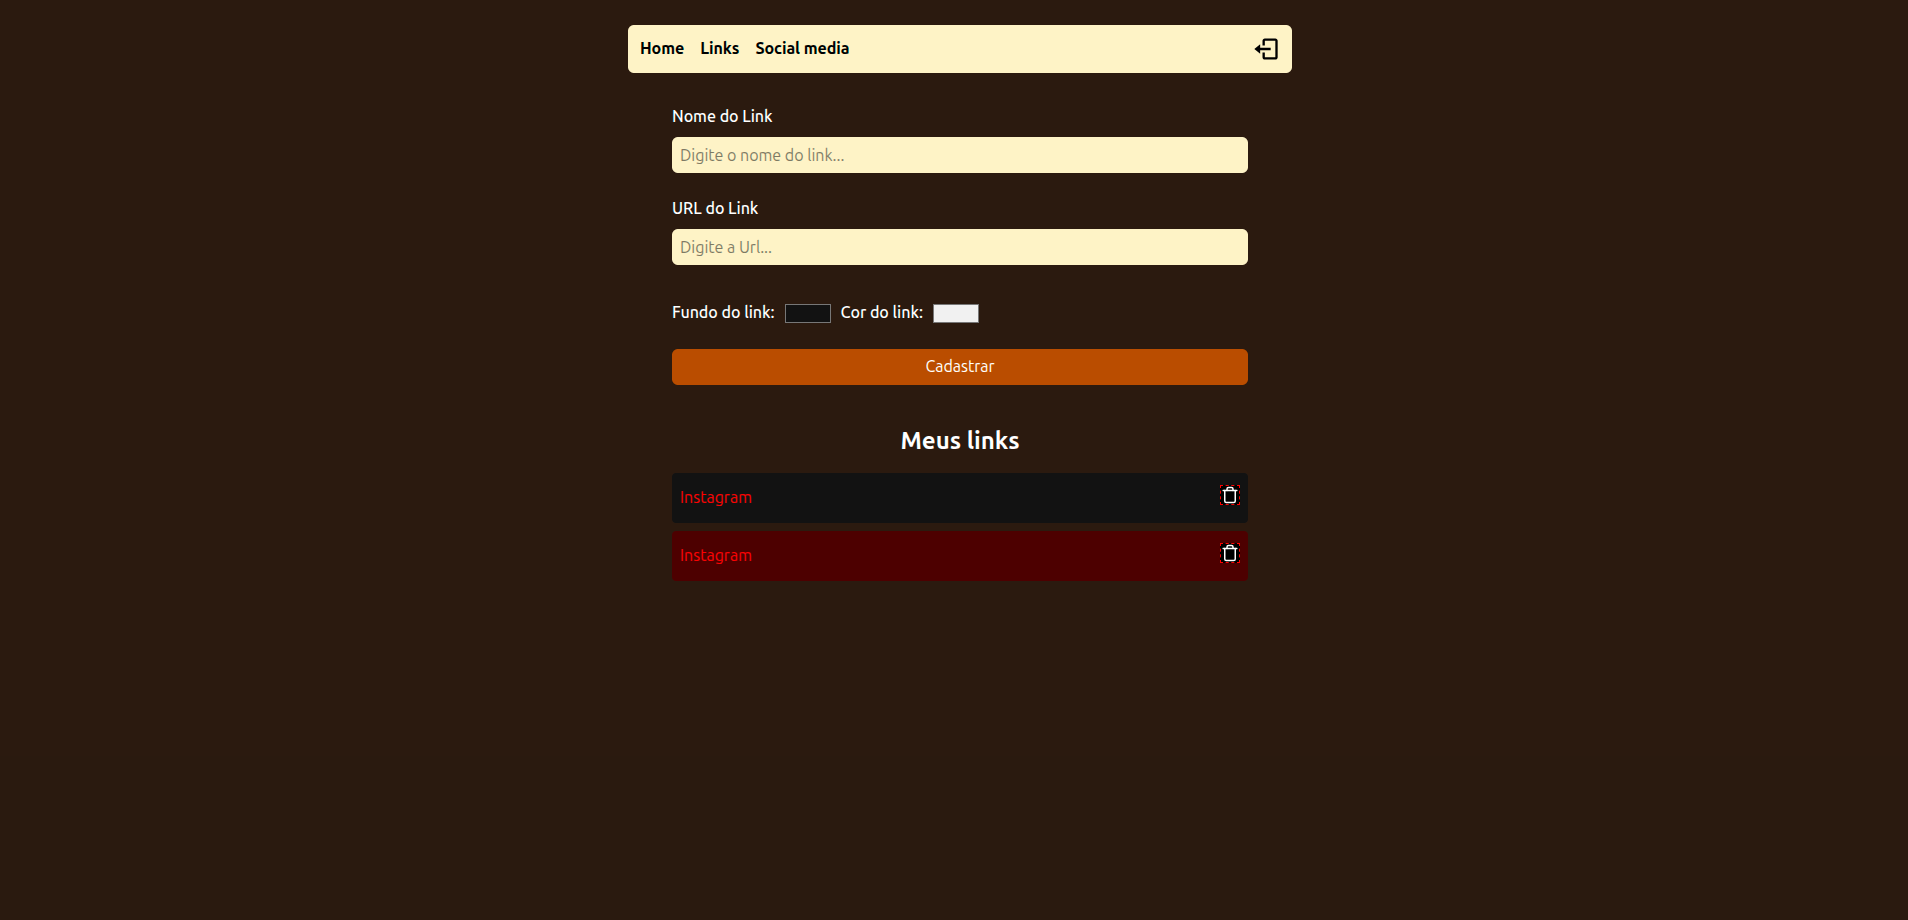 Home Links Social media
Nome do Link
Digite o nome do link...
URL do Link
Digite a Url...
Fundo do link: Cor do link:
Cadastrar
Meus links
Instagram
Instagram